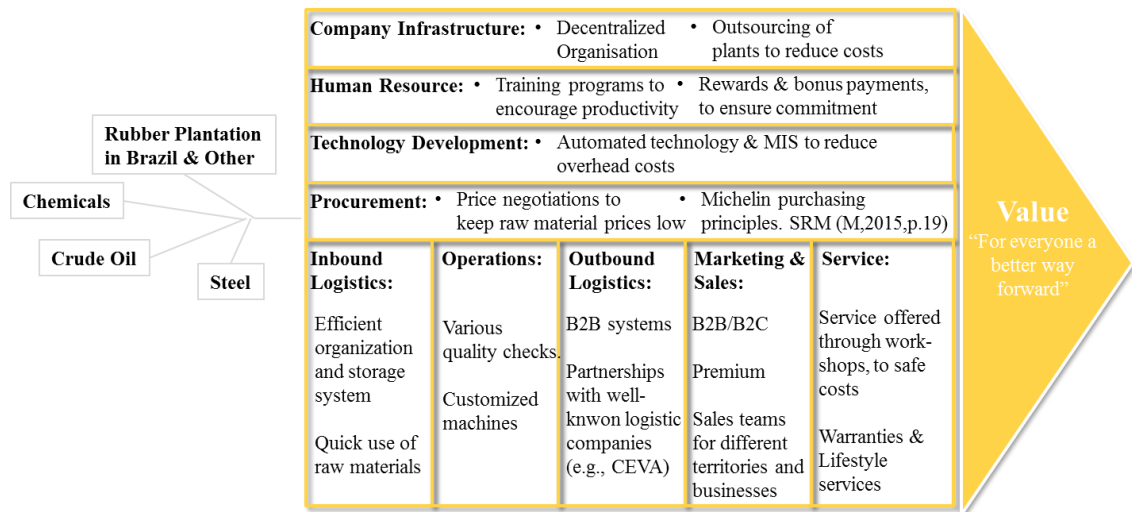 Rubber Plantation
in Brazil & Other
Chemicals
Crude Oil
Steel
Company Infrastructure: • Decentralized Organisation • Outsourcing of plants to reduce costs
Human Resource: • Training programs to encourage productivity • Rewards & bonus payments, to ensure commitment
Technology Development: • Automated technology & MIS to reduce
overhead costs
Procurement: • Price negotiations to keep raw material prices low • Michelin purchasing principles. SRM (M,2015,p.19)
Inbound
Logistics:
Efficient
organization
and storage
system
Quick use of
raw materials
Operations:
Various
quality checks.
Customized
machines
Outbound
Logistics:
B2B systems
Partnerships
with well-
knwon logistic
companies
(e.g., CEVA)
Marketing &
Sales:
B2B/B2C
Premium
Sales teams
for different
territories and
businesses
Service:
Service offered
through work-
shops, to safe
costs
Warranties &
Lifestyle
services
Value
“For everyone a
better way
forward”